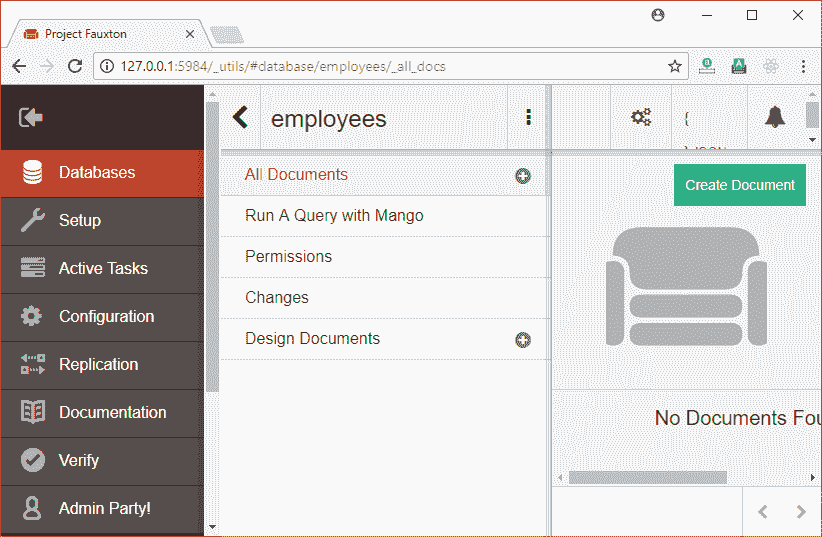 Project Fauxton
127.0.0.1:5984/_utils/#database/employees/_all_docs
employees
{
Databases
Setup
Active Tasks
Configuration
Replication
Documentation
Verify
Admin Party!
All Documents
Run A Query with Mango
Permissions
Changes
Design Documents
Create Document
No Documents Fou